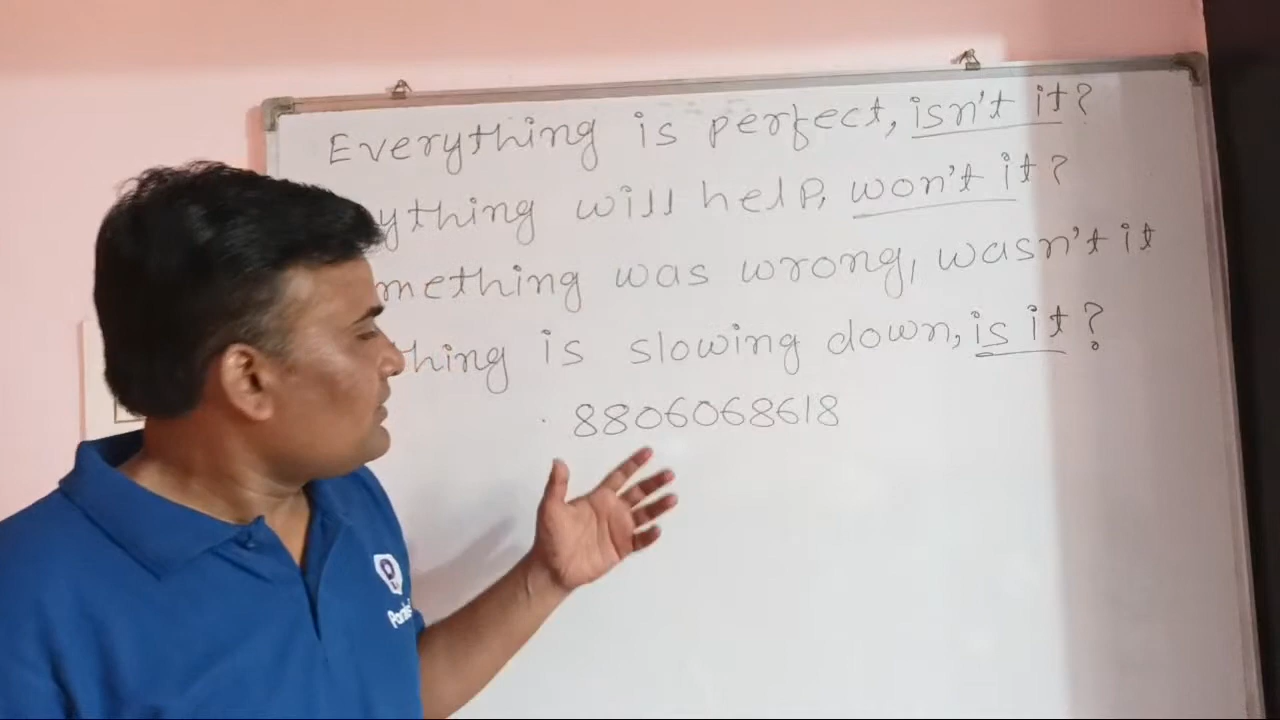 Everything is perfect, isn't it?
ything will help, won't it?
mething was wrong, wasn't it
hing is slowing down, is it?
8806068618